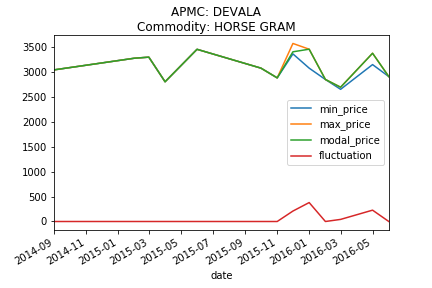 APMC: DEVALA
Commodity: HORSE GRAM
3500
3000
2500
2000
1500
1000
500
0
min_price
max_price
modal_price
fluctuation
2014-09
2014-11
2015-01
2015-03
2015-05
2015-07
2015-09
2015-11
2016-01
2016-03
2016-05
date